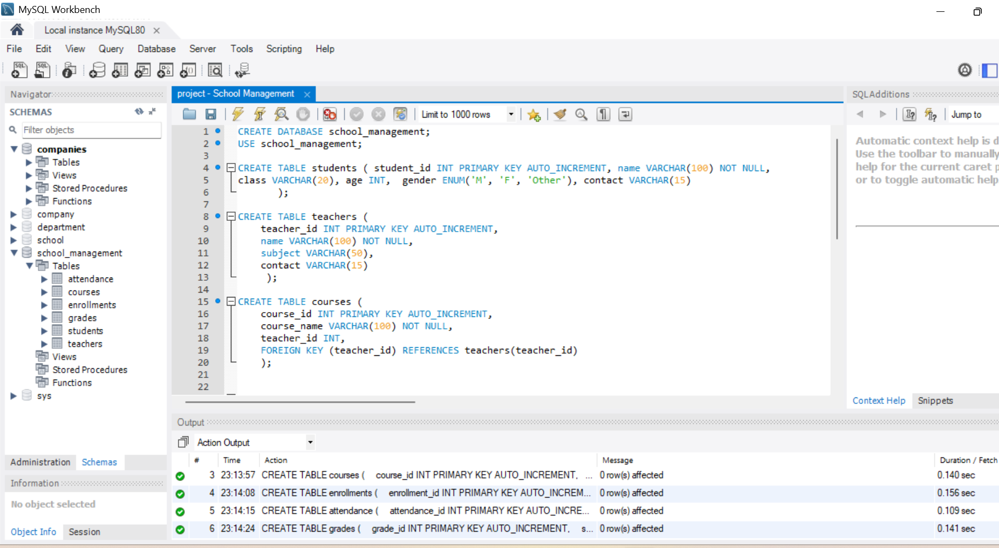 MySQL Workbench
Local instance MySQL80
File Edit View Query Database Server Tools Scripting Help
Navigator
SCHEMAS
Filter objects
companies
Tables
Views
Stored Procedures
Functions
company
department
school
school_management
Tables
attendance
courses
enrollments
grades
students
teachers
Views
Stored Procedures
Functions
sys
Administration Schemas
Information
No object selected
Object Info Session
project - School Management
Limit to 1000 rows
1 CREATE DATABASE school_management;
2 USE school_management;
3
4 CREATE TABLE students ( student_id INT PRIMARY KEY AUTO_INCREMENT, name VARCHAR(100) NOT NULL,
5 class VARCHAR(20), age INT, gender ENUM('M', 'F', 'Other'), contact VARCHAR(15)
6 );
7
8 CREATE TABLE teachers (
9 teacher_id INT PRIMARY KEY AUTO_INCREMENT,
10 name VARCHAR(100) NOT NULL,
11 subject VARCHAR(50),
12 contact VARCHAR(15)
13 );
14
15 CREATE TABLE courses (
16 course_id INT PRIMARY KEY AUTO_INCREMENT,
17 course_name VARCHAR(100) NOT NULL,
18 teacher_id INT,
19 FOREIGN KEY (teacher_id) REFERENCES teachers(teacher_id)
20 );
21
22
SQLAdditions
Jump to
Automatic context help is d
Use the toolbar to manually
help for the current caret p
or to toggle automatic help
Context Help Snippets
Output
Action Output
# Time Action Message Duration / Fetch
3 23:13:57 CREATE TABLE courses ( course_id INT PRIMARY KEY AUTO_INCREMENT, ... 0 row(s) affected 0.140 sec
4 23:14:08 CREATE TABLE enrollments ( enrollment_id INT PRIMARY KEY AUTO_INCREM... 0 row(s) affected 0.156 sec
5 23:14:15 CREATE TABLE attendance ( attendance_id INT PRIMARY KEY AUTO_INCRE... 0 row(s) affected 0.109 sec
6 23:14:24 CREATE TABLE grades ( grade_id INT PRIMARY KEY AUTO_INCREMENT, s... 0 row(s) affected 0.141 sec